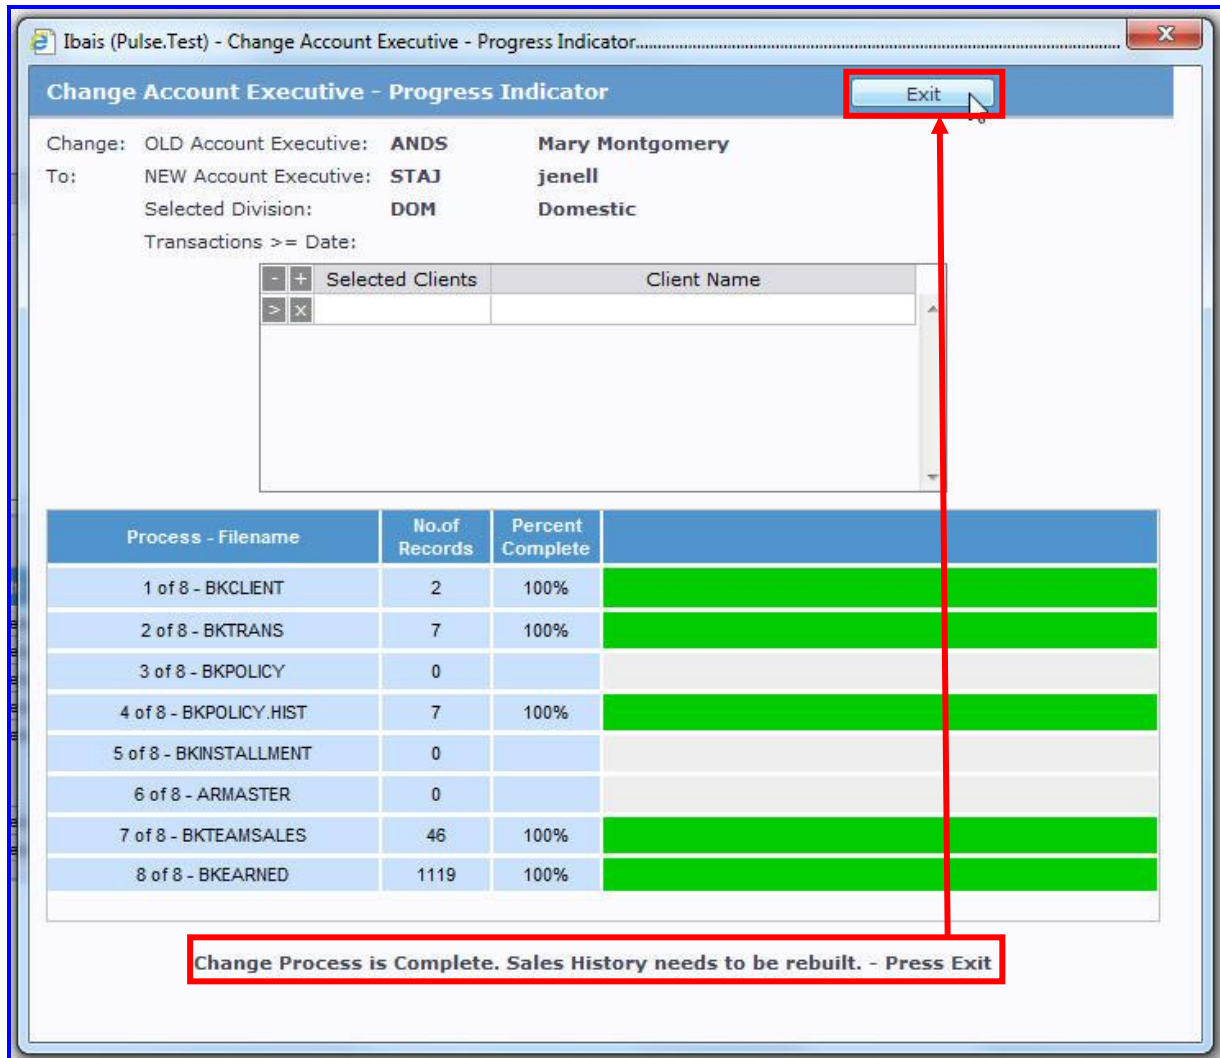 Ibais (Pulse.Test) - Change Account Executive - Progress Indicator
Change Account Executive - Progress Indicator Exit
Change: OLD Account Executive: ANDS Mary Montgomery
To: NEW Account Executive: STAJ jenell
Selected Division: DOM Domestic
Transactions >= Date:
- + Selected Clients Client Name
> x
Process - Filename No.of Records Percent Complete
1 of 8 - BKCLIENT 2 100%
2 of 8 - BKTRANS 7 100%
3 of 8 - BKPOLICY 0
4 of 8 - BKPOLICY.HIST 7 100%
5 of 8 - BKINSTALLMENT 0
6 of 8 - ARMASTER 0
7 of 8 - BKTEAMSALES 46 100%
8 of 8 - BKEARNED 1119 100%
Change Process is Complete. Sales History needs to be rebuilt. - Press Exit